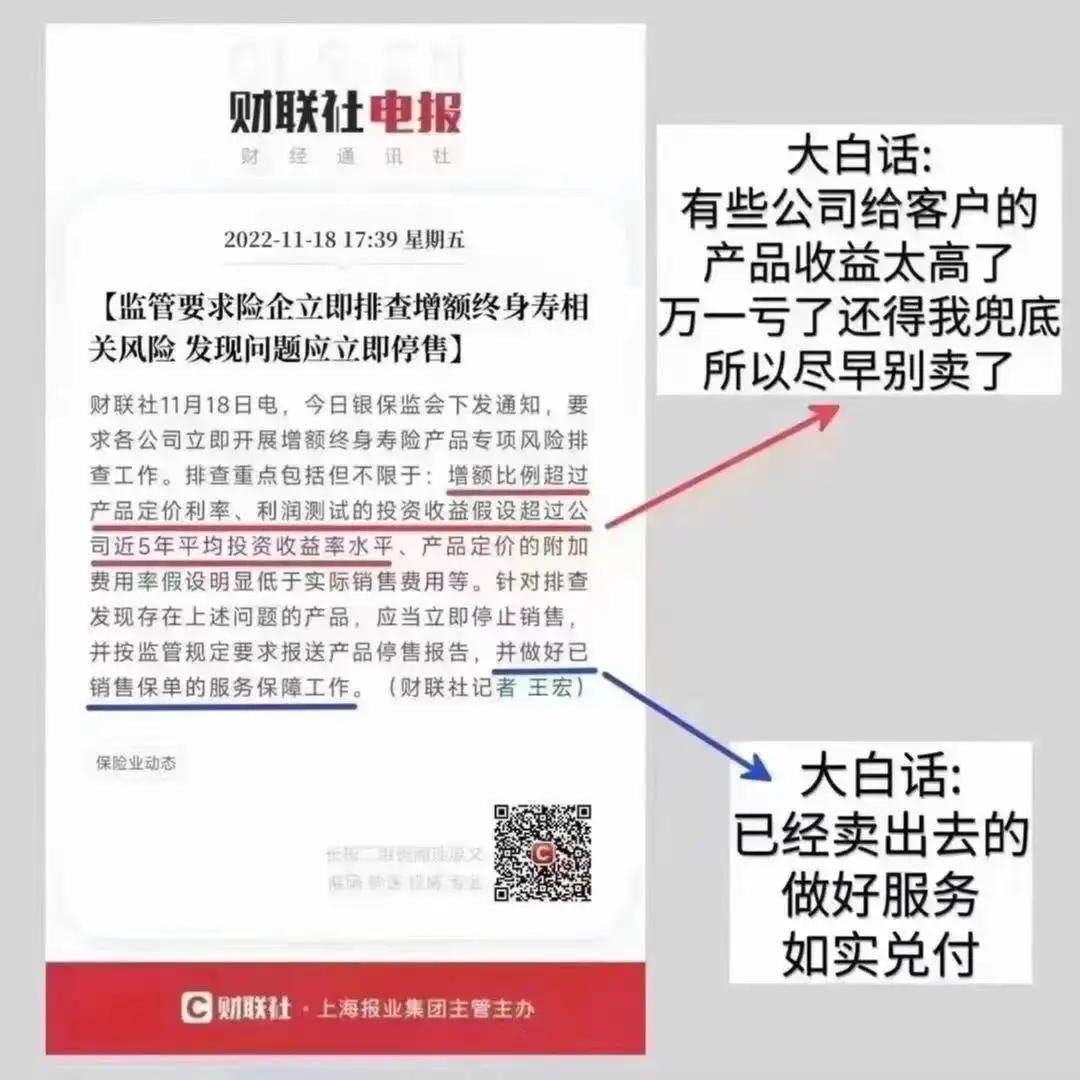 财联社电报
财经通讯社
2022-11-18 17:39 星期五
【监管要求险企立即排查增额终身寿相
关风险 发现问题应立即停售】
财联社11月18日电，今日银保监会下发通知，要
求各公司立即开展增额终身寿险产品专项风险排
查工作。排查重点包括但不限于：增额比例超过
产品定价利率、利润测试的投资收益假设超过公
司近5年平均投资收益率水平、产品定价的附加
费用率假设明显低于实际销售费用等。针对排查
发现存在上述问题的产品，应当立即停止销售，
并按监管规定要求报送产品停售报告，并做好已
销售保单的服务保障工作。（财联社记者 王宏）
保险业动态
C 财联社·上海报业集团主管主办
大白话:
有些公司给客户的
产品收益太高了
万一亏了还得我兜底
所以尽早别卖了
大白话:
已经卖出去的
做好服务
如实兑付